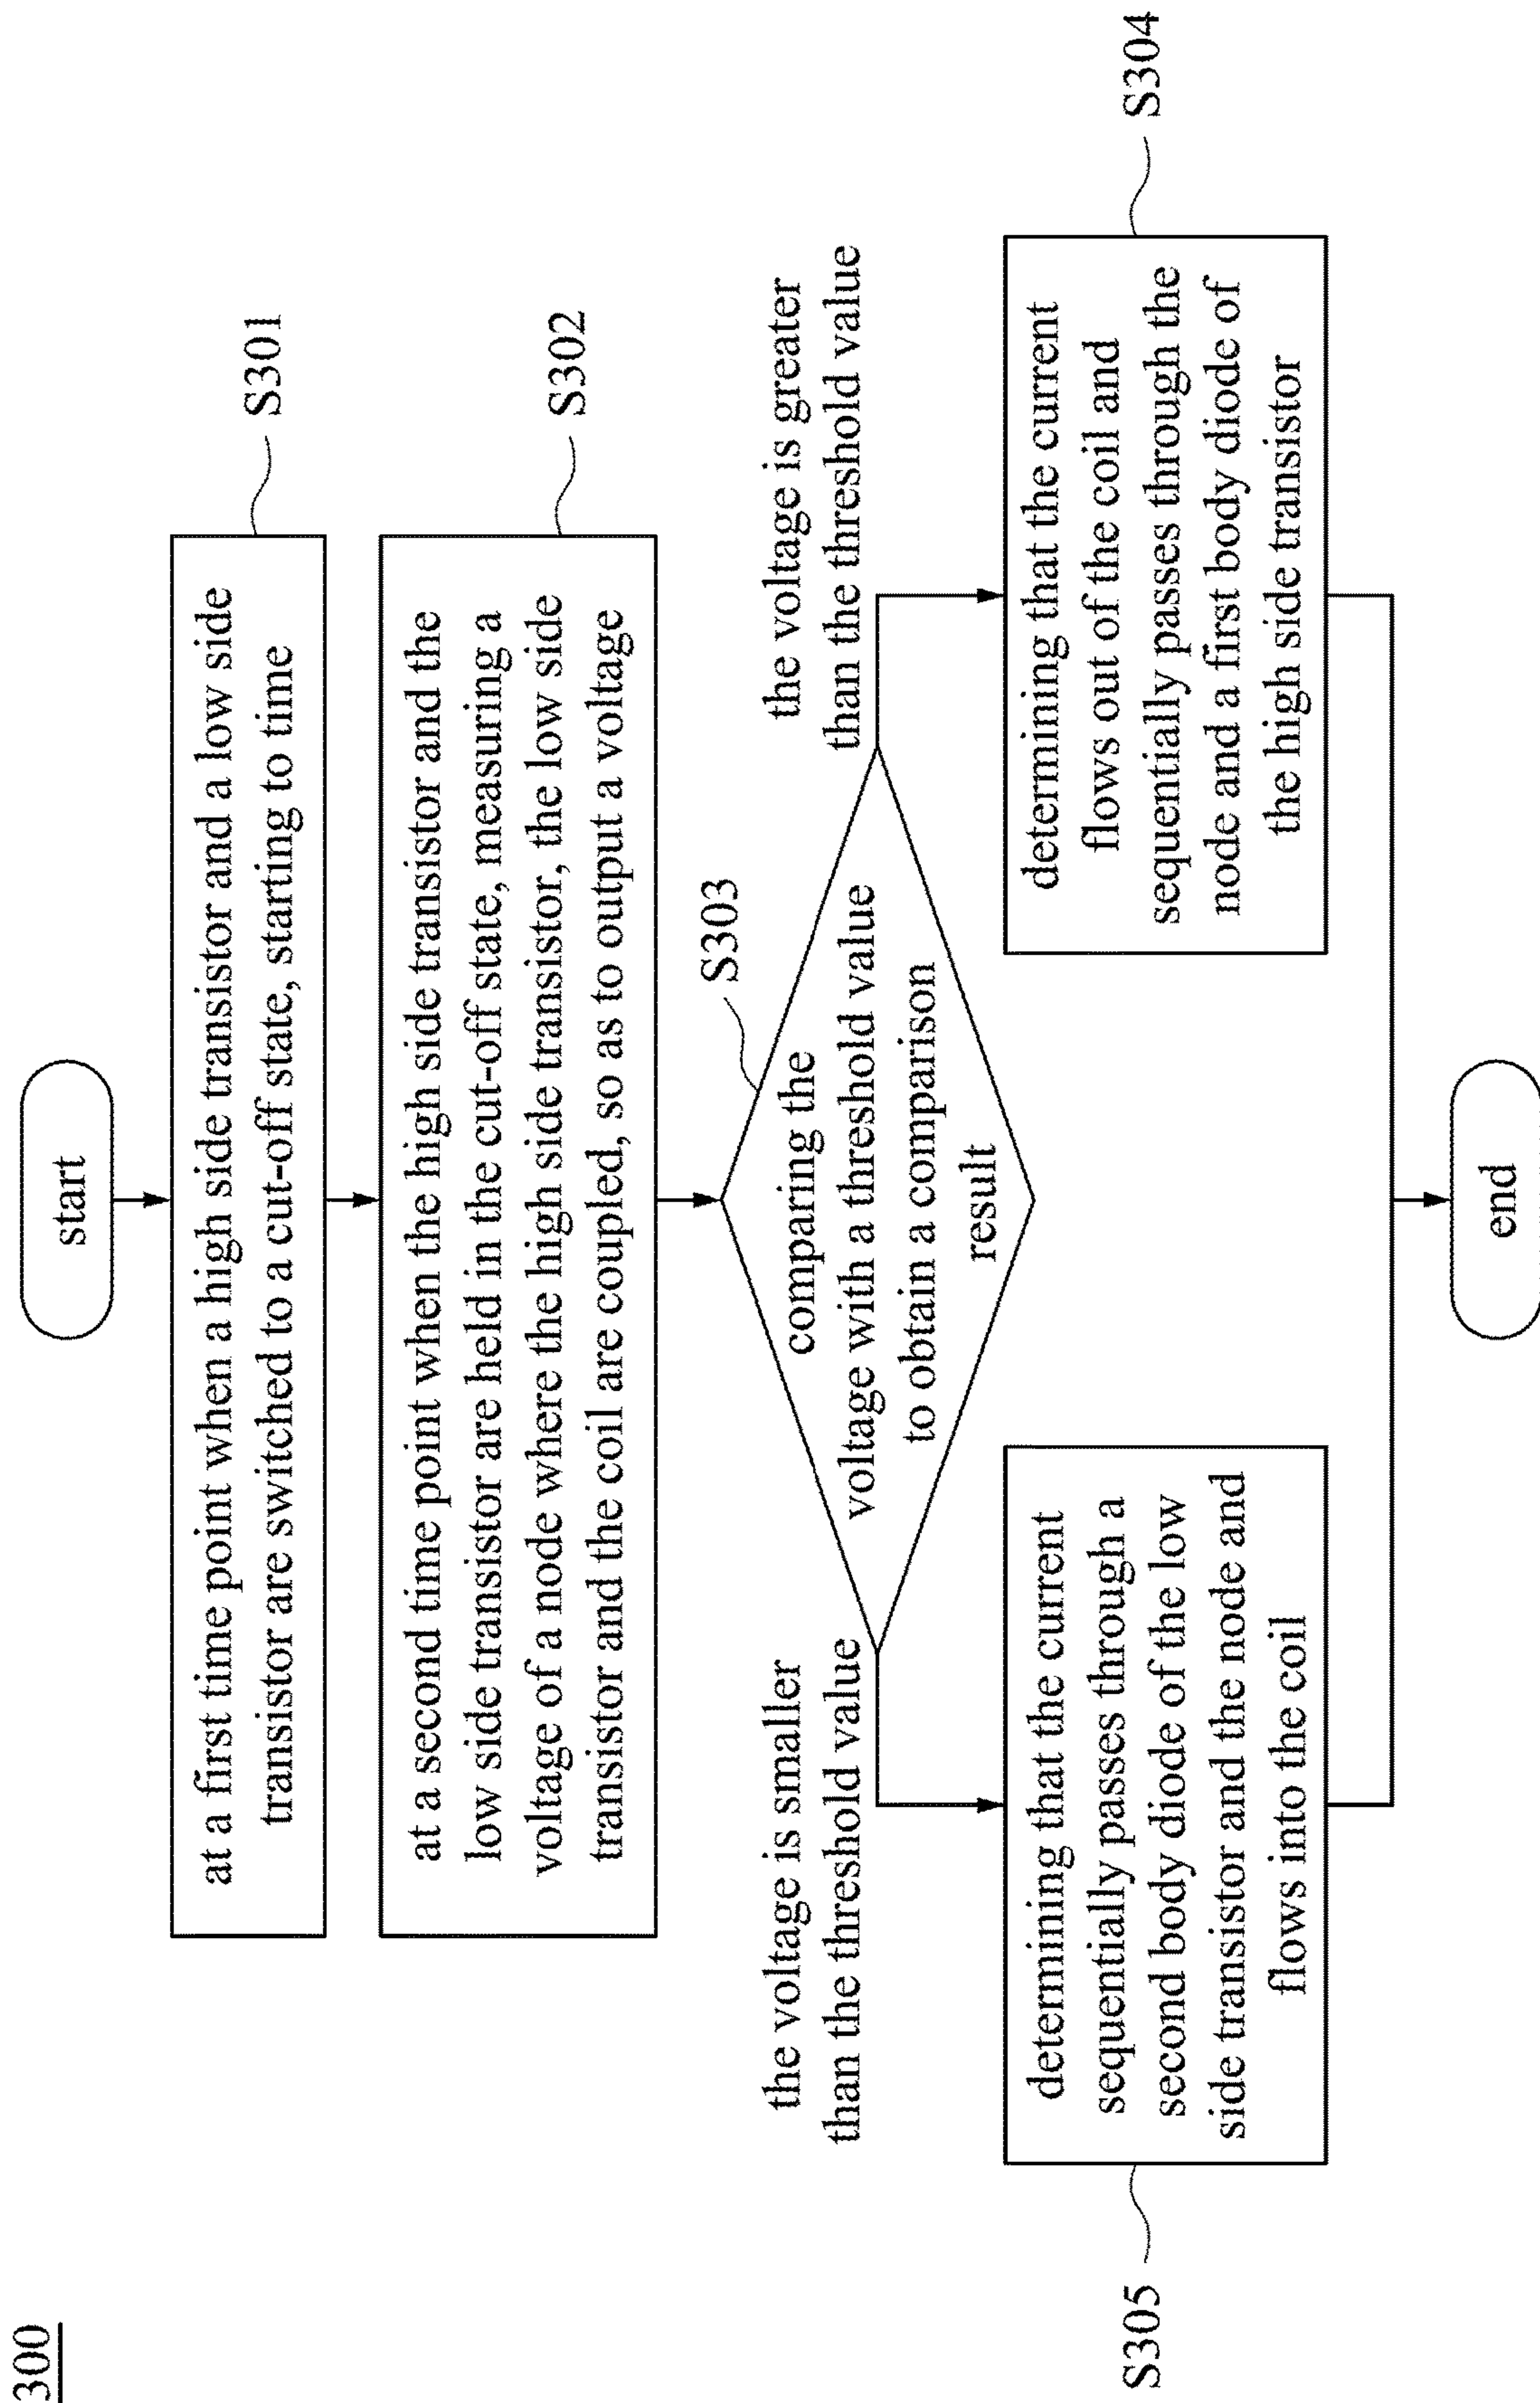 300
start
at a first time point when a high side transistor and a low side
transistor are switched to a cut-off state, starting to time
S301
at a second time point when the high side transistor and the
low side transistor are held in the cut-off state, measuring a
voltage of a node where the high side transistor, the low side
transistor and the coil are coupled, so as to output a voltage
S302
S303
comparing the
voltage with a threshold value
to obtain a comparison
result
the voltage is smaller
than the threshold value
the voltage is greater
than the threshold value
determining that the current
sequentially passes through a
second body diode of the low
side transistor and the node and
flows into the coil
S305
determining that the current
flows out of the coil and
sequentially passes through the
node and a first body diode of
the high side transistor
S304
end